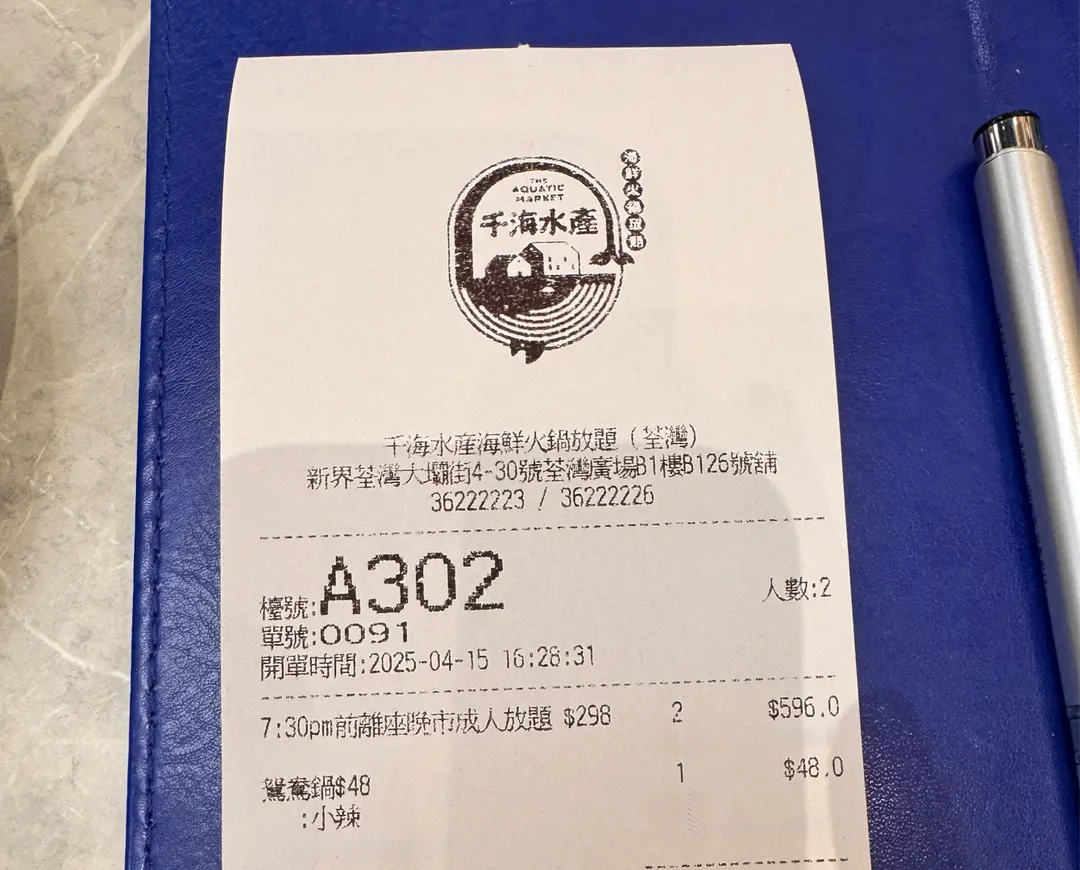 THE
AQUATIC
MARKET
千海水產
海鮮火鍋放題
千海水産海鮮火鍋放題（荃灣）
新界荃灣大壩街4-30號荃灣廣場B1樓B126號舖
36222223 / 36222226
檯號:A302 人數:2
單號:0091
開單時間:2025-04-15 16:28:31
7:30pm前離座晚市成人放題 $298 2 $596.0
鴛鴦鍋$48 1 $48.0
:小辣